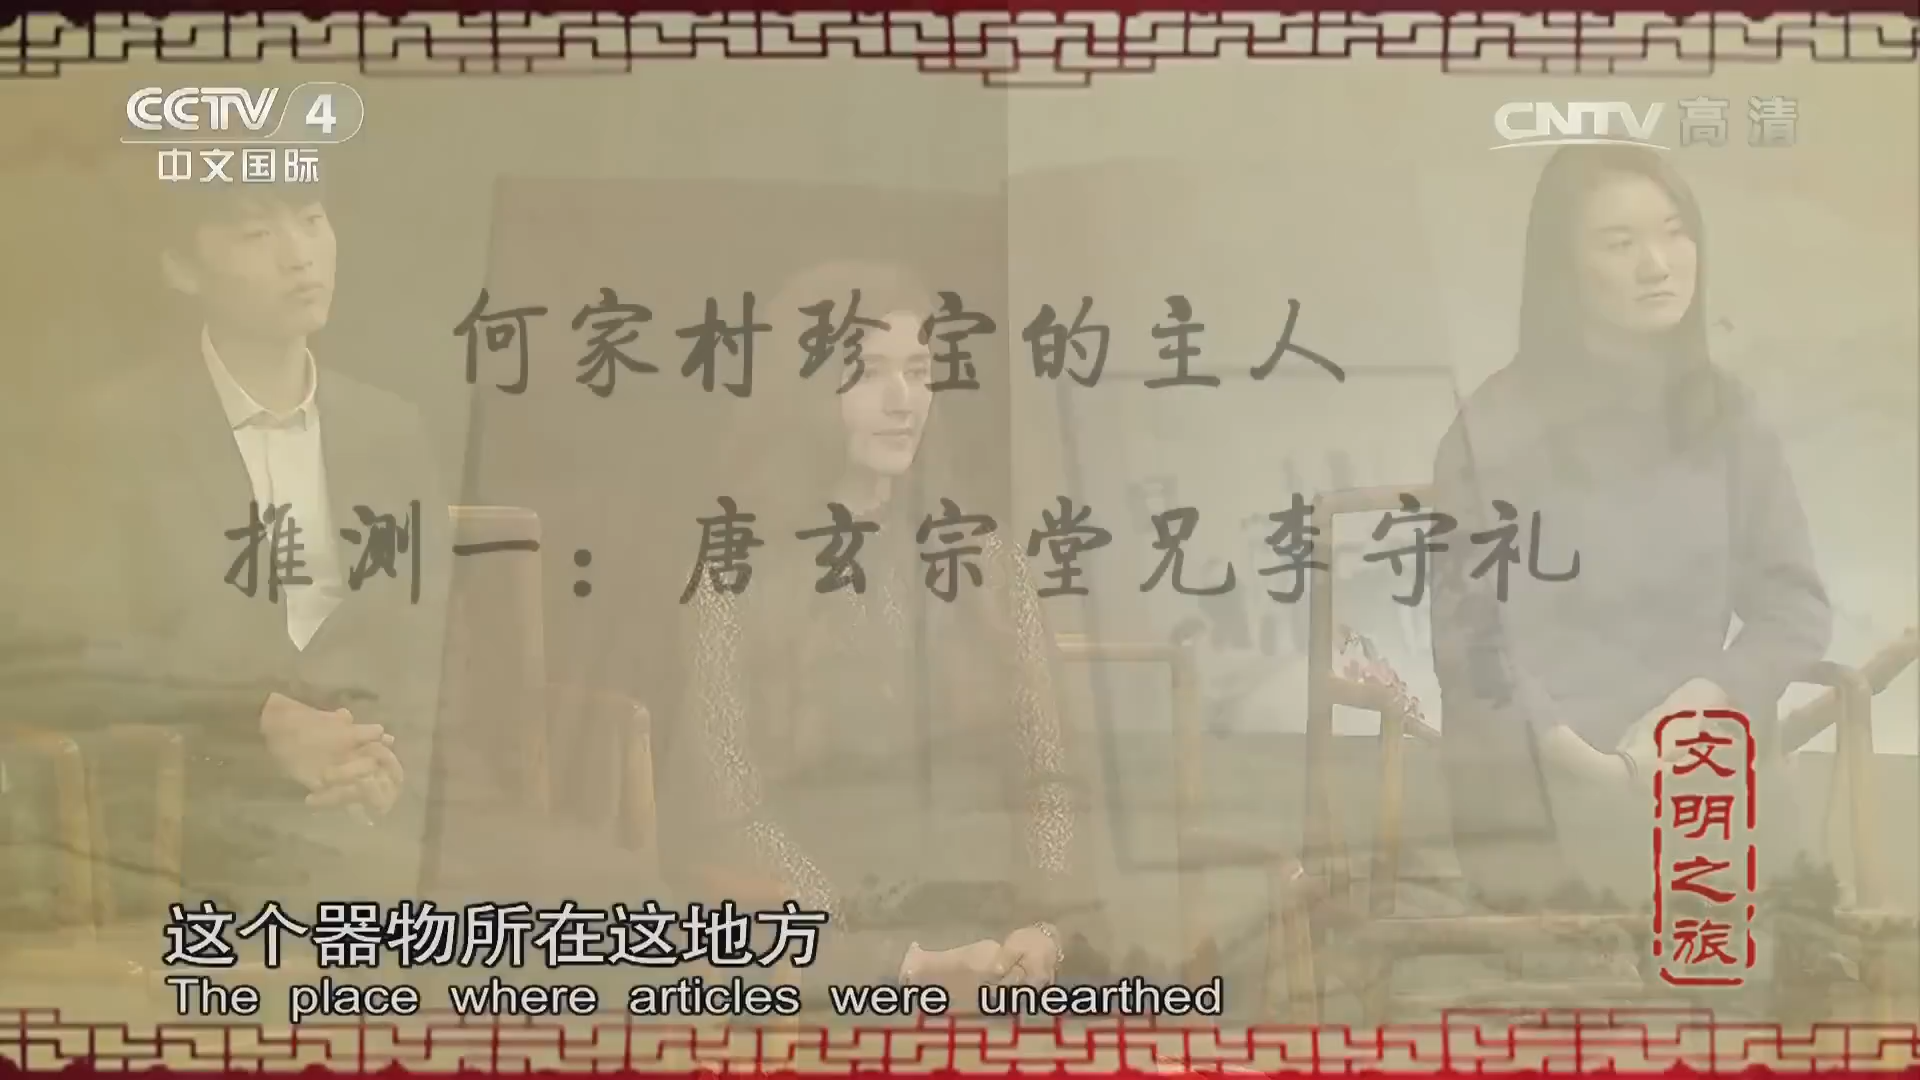 CCTV 4
中文国际
CNTV 高清
何家村珍宝的主人
推测一：唐玄宗堂兄李守礼
文明之旅
这个器物所在这地方
The place where articles were unearthed